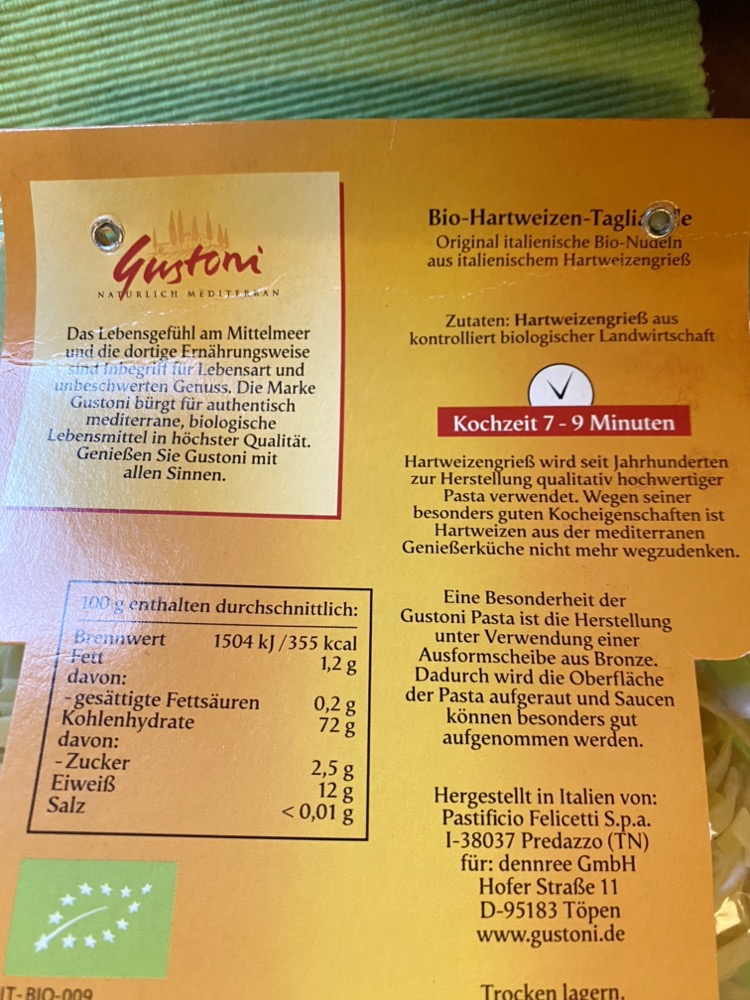 Gustoni
NATÜRLICH MEDITERRAN
Das Lebensgefühl am Mittelmeer
und die dortige Ernährungsweise
sind Inbegriff für Lebensart und
unbeschwerten Genuss. Die Marke
Gustoni bürgt für authentisch
mediterrane, biologische
Lebensmittel in höchster Qualität.
Genießen Sie Gustoni mit
allen Sinnen.
100 g enthalten durchschnittlich:
Brennwert 1504 kJ/355 kcal
Fett 1,2 g
davon:
- gesättigte Fettsäuren 0,2 g
Kohlenhydrate 72 g
davon:
- Zucker 2,5 g
Eiweiß 12 g
Salz < 0,01 g
IT-BIO-009
Bio-Hartweizen-
Original italienische Bio-Nudeln
aus italienischem Hartweizengrieß
Zutaten: Hartweizengrieß aus
kontrolliert biologischer Landwirtschaft
Kochzeit 7 - 9 Minuten
Hartweizengrieß wird seit Jahrhunderten
zur Herstellung qualitativ hochwertiger
Pasta verwendet. Wegen seiner
besonders guten Kocheigenschaften ist
Hartweizen aus der mediterranen
Genießerküche nicht mehr wegzudenken.
Eine Besonderheit der
Gustoni Pasta ist die Herstellung
unter Verwendung einer
Ausformscheibe aus Bronze.
Dadurch wird die Oberfläche
der Pasta aufgeraut und Saucen
können besonders gut
aufgenommen werden.
Hergestellt in Italien von:
Pastificio Felicetti S.p.a.
I-38037 Predazzo (TN)
für: dennree GmbH
Hofer Straße 11
D-95183 Töpen
www.gustoni.de
Trocken lagern.